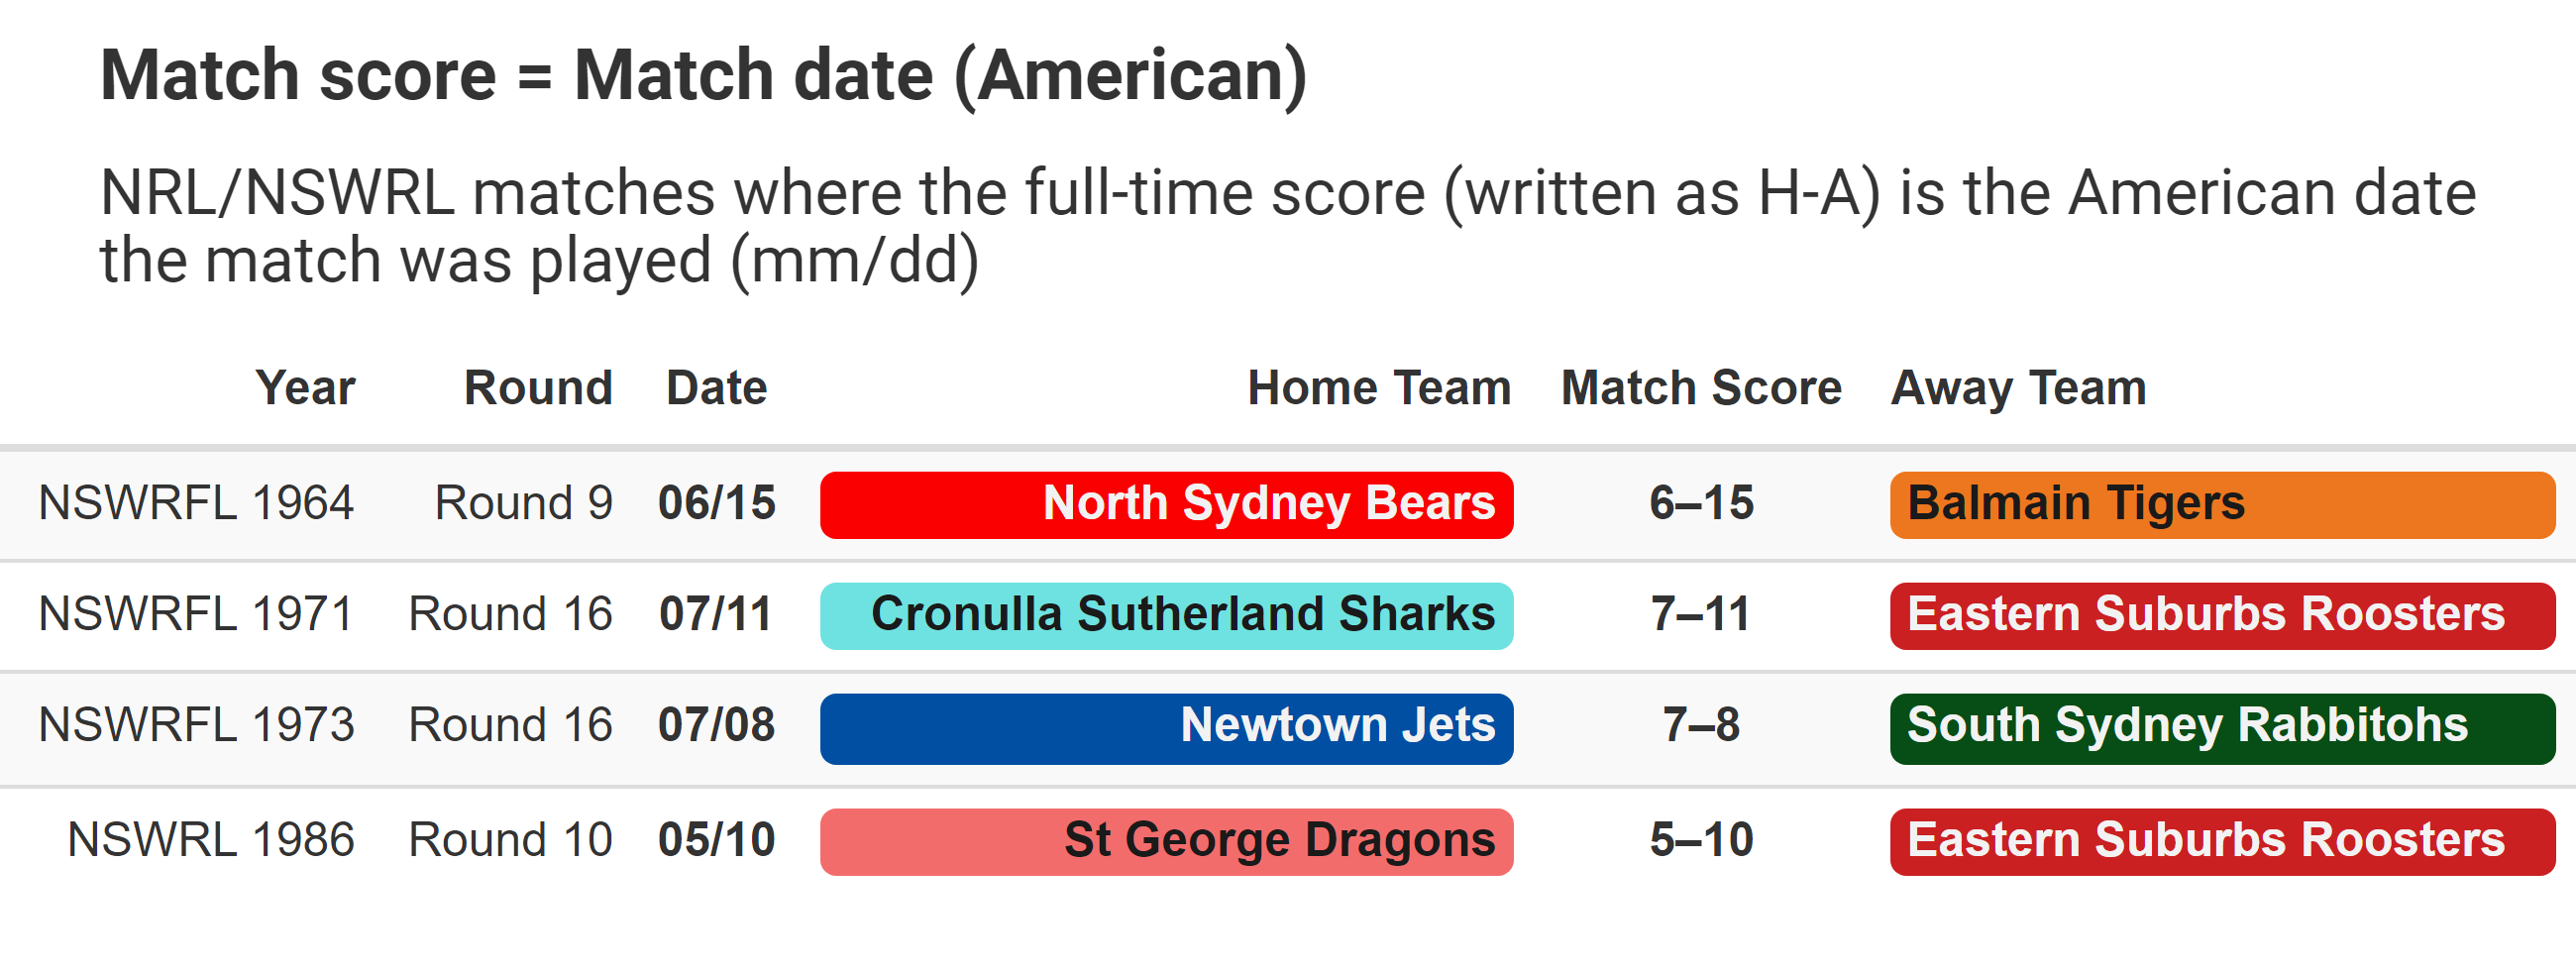 Match score = Match date (American)
NRL/NSWRL matches where the full-time score (written as H-A) is the American date
the match was played (mm/dd)
Year Round Date Home Team Match Score Away Team
NSWRFL 1964 Round 9 06/15 North Sydney Bears 6–15 Balmain Tigers
NSWRFL 1971 Round 16 07/11 Cronulla Sutherland Sharks 7–11 Eastern Suburbs Roosters
NSWRFL 1973 Round 16 07/08 Newtown Jets 7–8 South Sydney Rabbitohs
NSWRL 1986 Round 10 05/10 St George Dragons 5–10 Eastern Suburbs Roosters